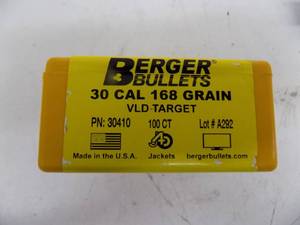 BERGER®
BULLETS
30 CAL 168 GRAIN
VLD TARGET
PN: 30410 100 CT Lot # A292
Made in the U.S.A. Jackets bergerbullets.com